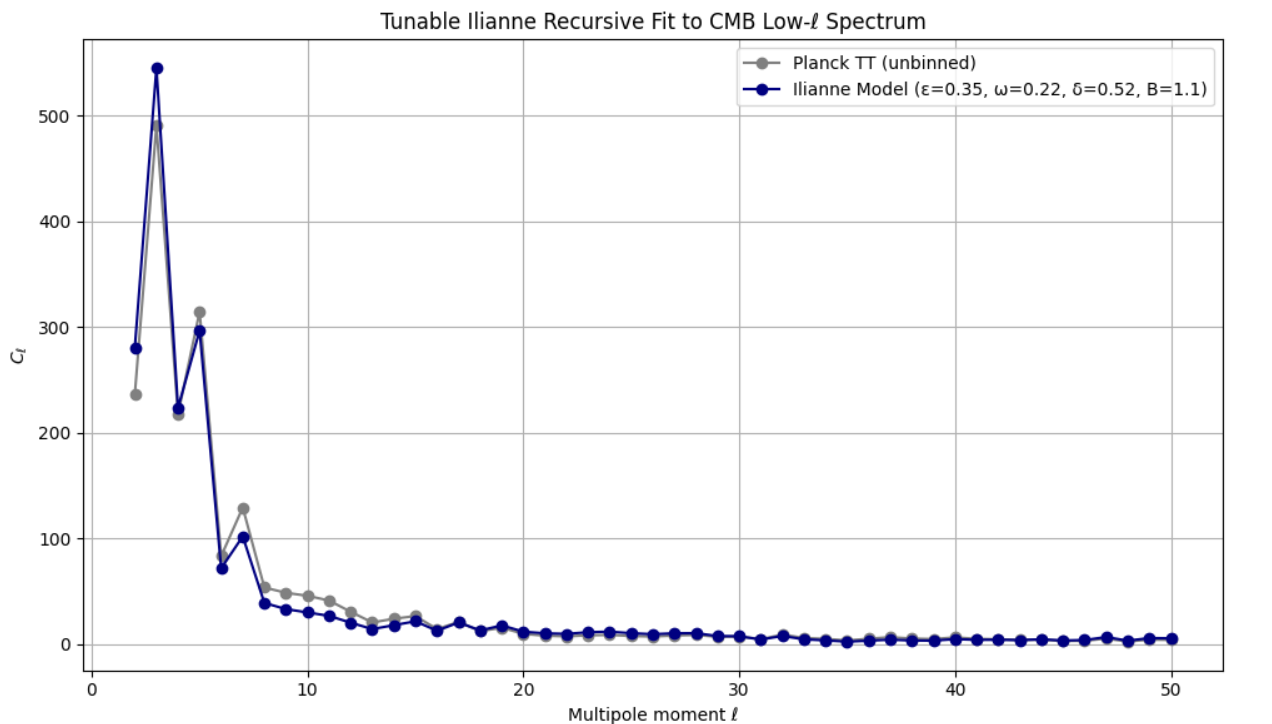 Tunable Ilianne Recursive Fit to CMB Low-ℓ Spectrum
Planck TT (unbinned)
Ilianne Model (ε=0.35, ω=0.22, δ=0.52, B=1.1)
500
400
300
200
100
0
Cℓ
0 10 20 30 40 50
Multipole moment ℓ